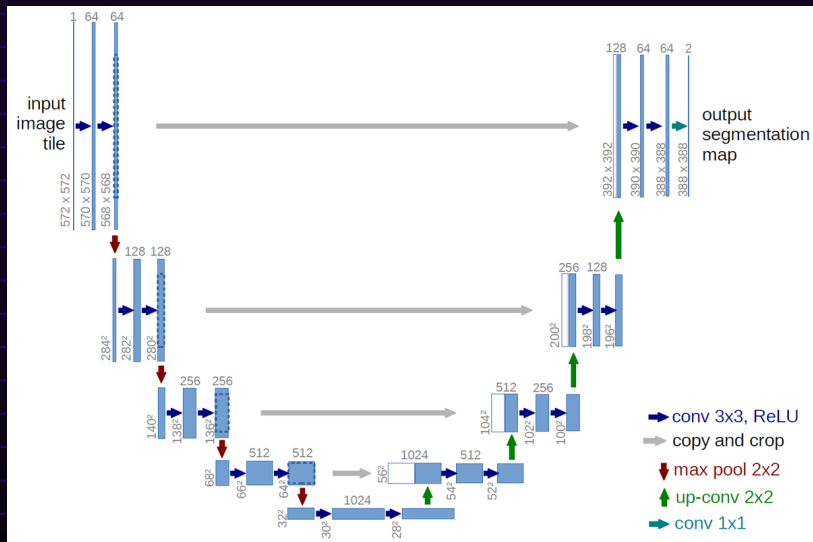 1 64 64
input
image
tile
572 x 572
570 x 570
568 x 568
128 64 64 2
output
segmentation
map
392 x 392
390 x 390
388 x 388
388 x 388
128 128
284²
282²
280²
256 128
200²
198²
196²
256 256
140²
138²
136²
512 256
104²
102²
100²
512 512
68²
66²
64²
1024 512
56²
54²
52²
1024
32²
30²
28²
conv 3x3, ReLU
copy and crop
max pool 2x2
up-conv 2x2
conv 1x1